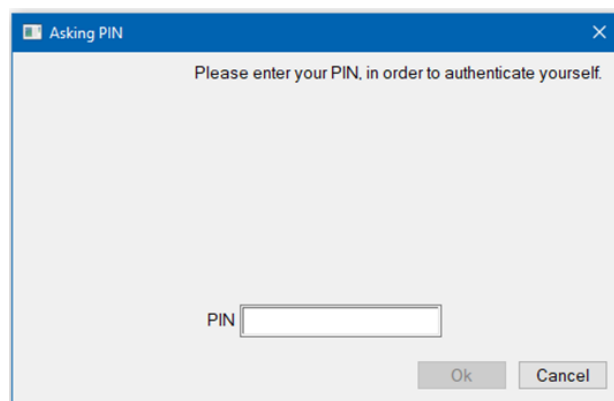 Asking PIN
Please enter your PIN, in order to authenticate yourself.
PIN
Ok Cancel